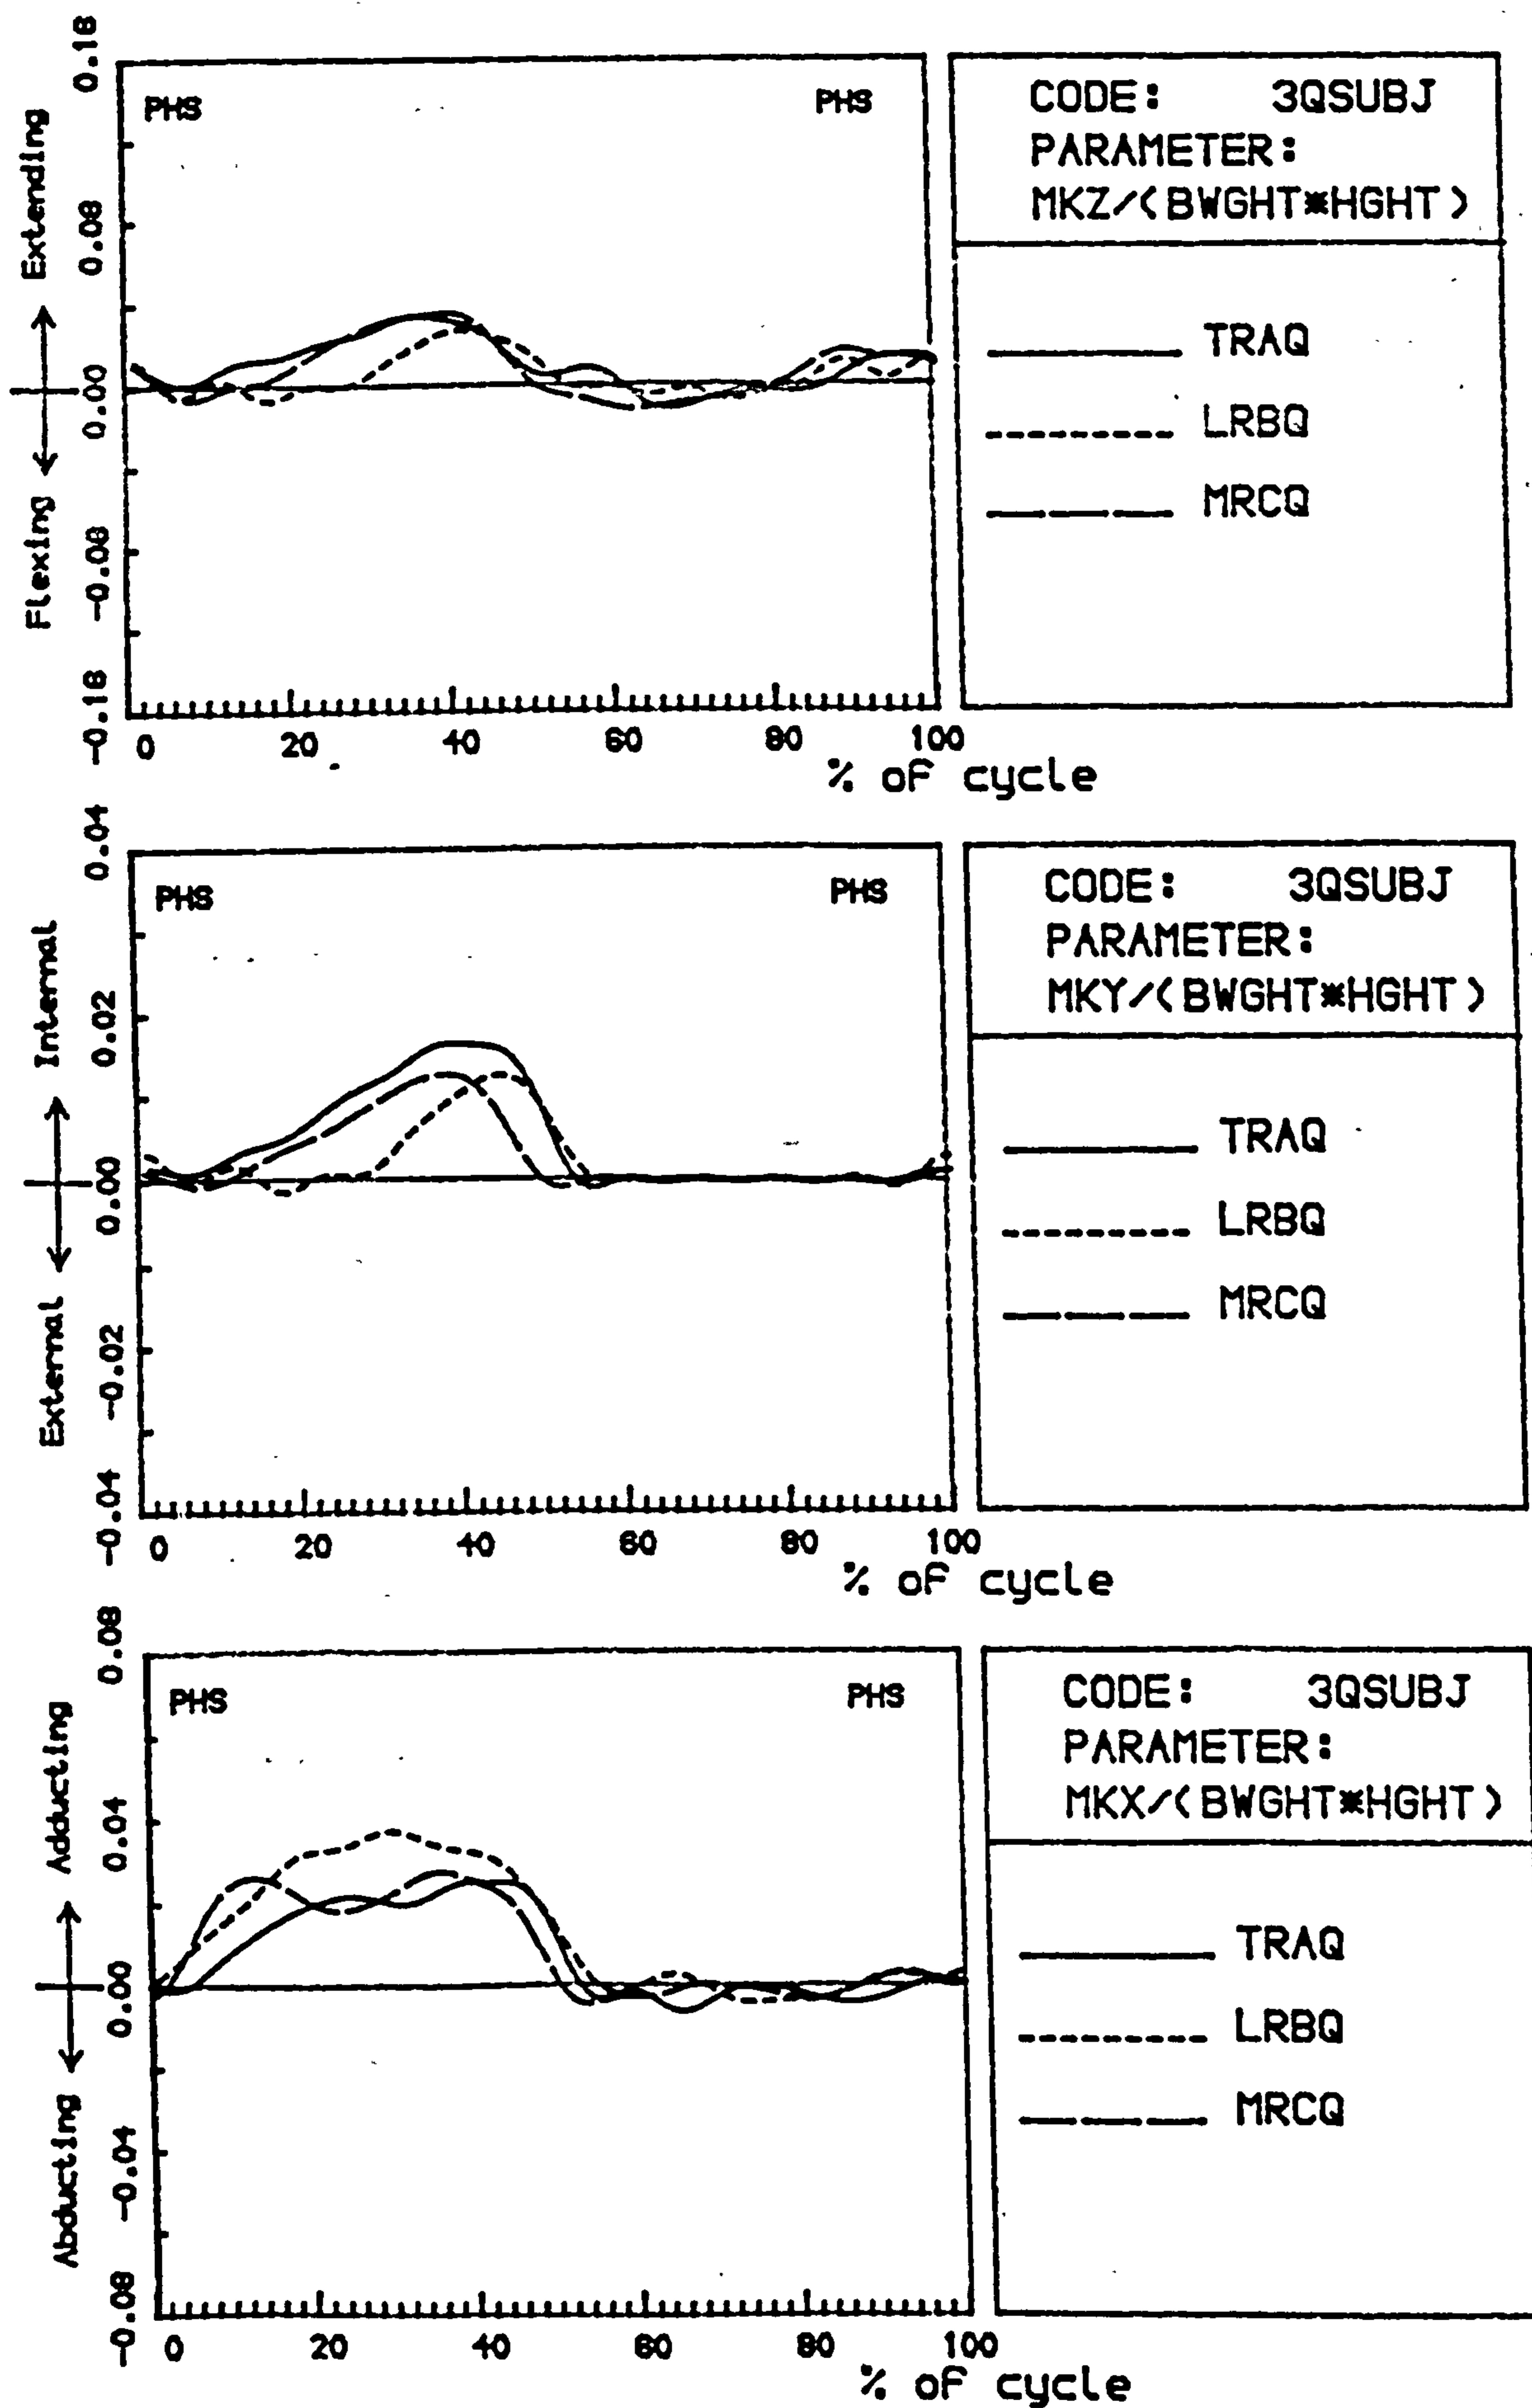 0.16
0.08
0.00
-0.08
-0.16
Flexing Extending
PHS PHS
0 20 40 60 80 100
% of cycle
CODE: 3QSUBJ
PARAMETER:
MKZ/(BWGHT*HGHT)
TRAQ
LRBQ
MRCQ
0.04
0.02
0.00
-0.02
-0.04
External Internal
PHS PHS
0 20 40 60 80 100
% of cycle
CODE: 3QSUBJ
PARAMETER:
MKY/(BWGHT*HGHT)
TRAQ
LRBQ
MRCQ
0.08
0.04
0.00
-0.04
-0.08
Abducting Adducting
PHS PHS
0 20 40 60 80 100
% of cycle
CODE: 3QSUBJ
PARAMETER:
MKX/(BWGHT*HGHT)
TRAQ
LRBQ
MRCQ